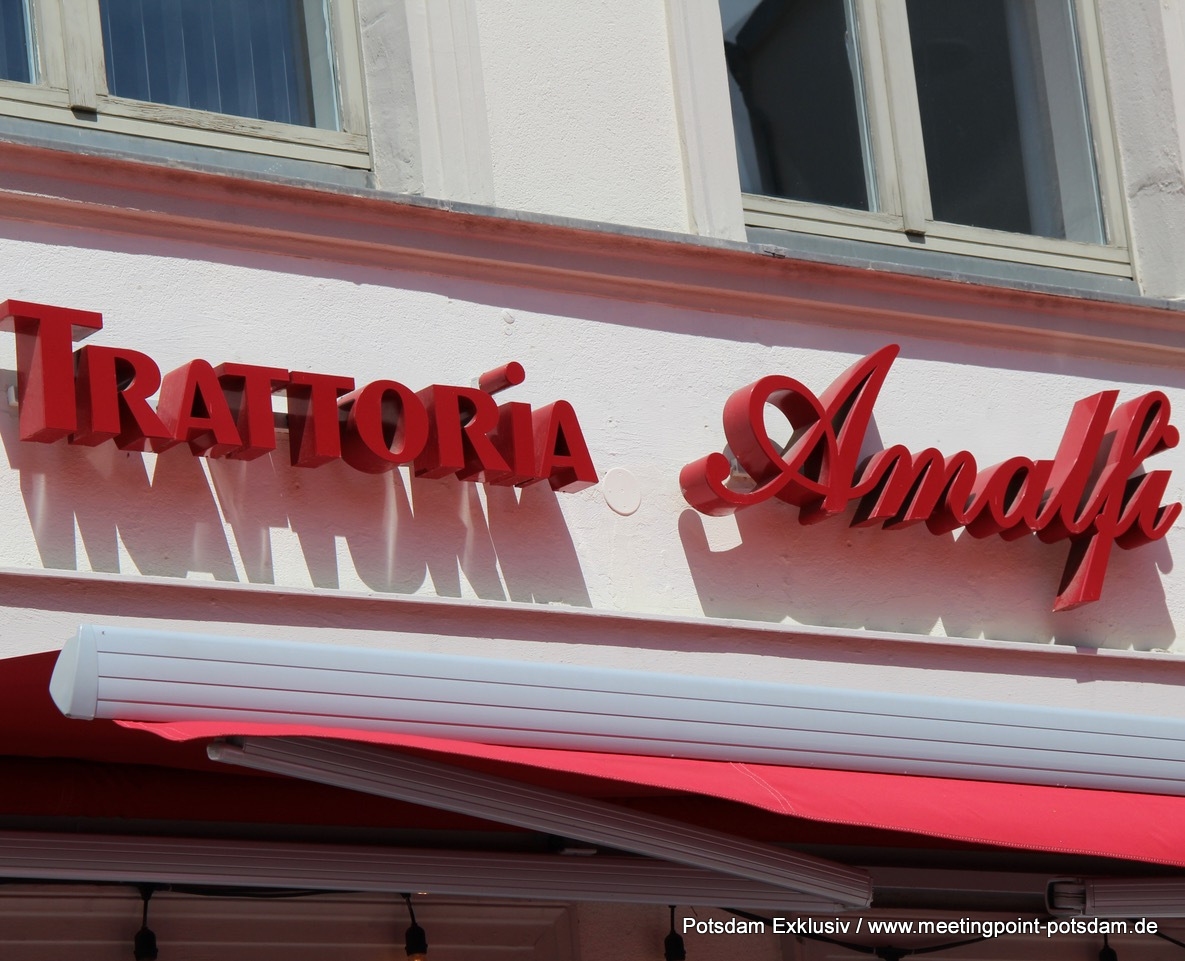 TRATTORiA Amalfi
Potsdam Exklusiv / www.meetingpoint-potsdam.de